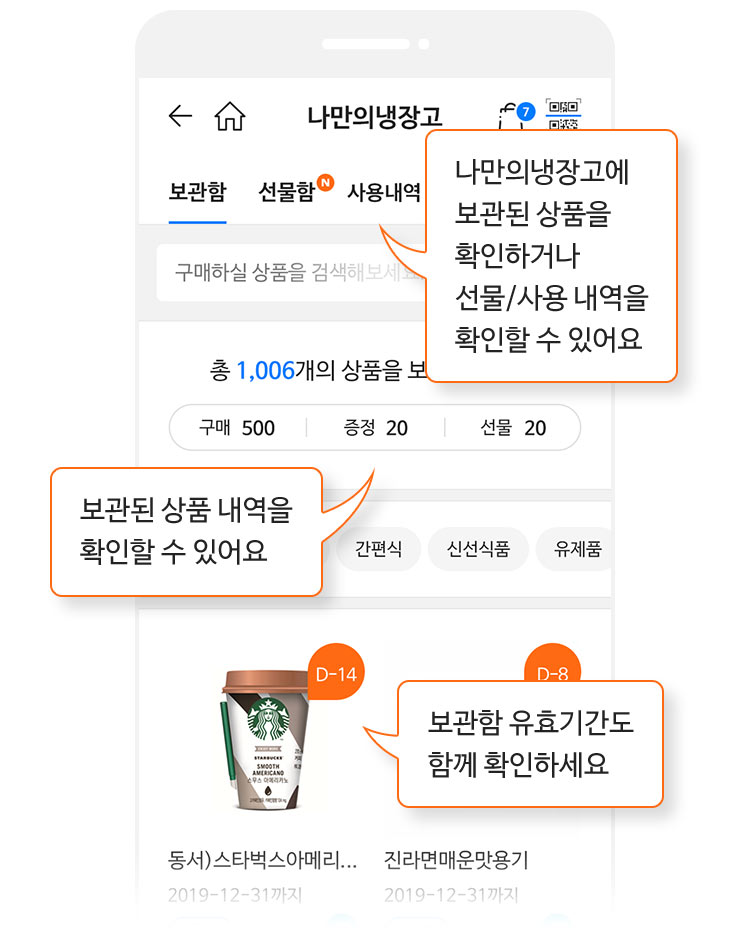 나만의냉장고
7
보관함 선물함 N 사용내역
나만의냉장고에
보관된 상품을
확인하거나
선물/사용 내역을
확인할 수 있어요
구매하실 상품을 검색해보세요
총 1,006개의 상품을 보
구매 500 증정 20 선물 20
보관된 상품 내역을
확인할 수 있어요
간편식 신선식품 유제품
D-14
D-8
보관함 유효기간도
함께 확인하세요
STARBUCKS
SMOOTH
AMERICANO
스무스 아메리카노
동서)스타벅스아메리... 진라면매운맛용기
2019-12-31까지 2019-12-31까지